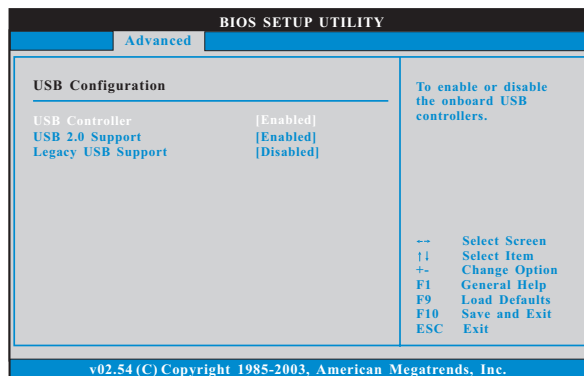 BIOS SETUP UTILITY
Advanced
USB Configuration
USB Controller [Enabled]
USB 2.0 Support [Enabled]
Legacy USB Support [Disabled]
To enable or disable
the onboard USB
controllers.
←→ Select Screen
↑↓ Select Item
+- Change Option
F1 General Help
F9 Load Defaults
F10 Save and Exit
ESC Exit
v02.54 (C) Copyright 1985-2003, American Megatrends, Inc.